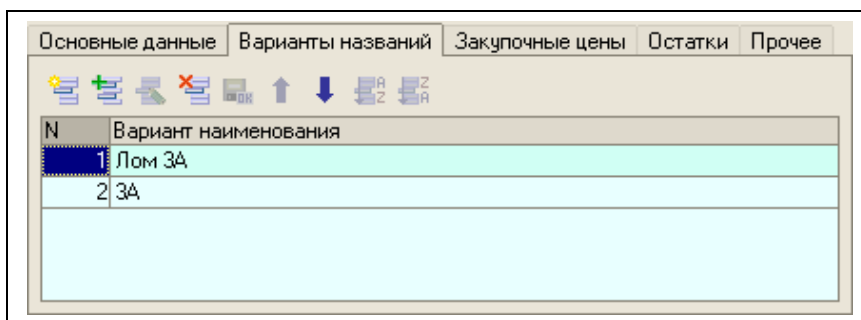 Основные данные Варианты названий Закупочные цены Остатки Прочее
N Вариант наименования
1 Лом 3А
2 3А